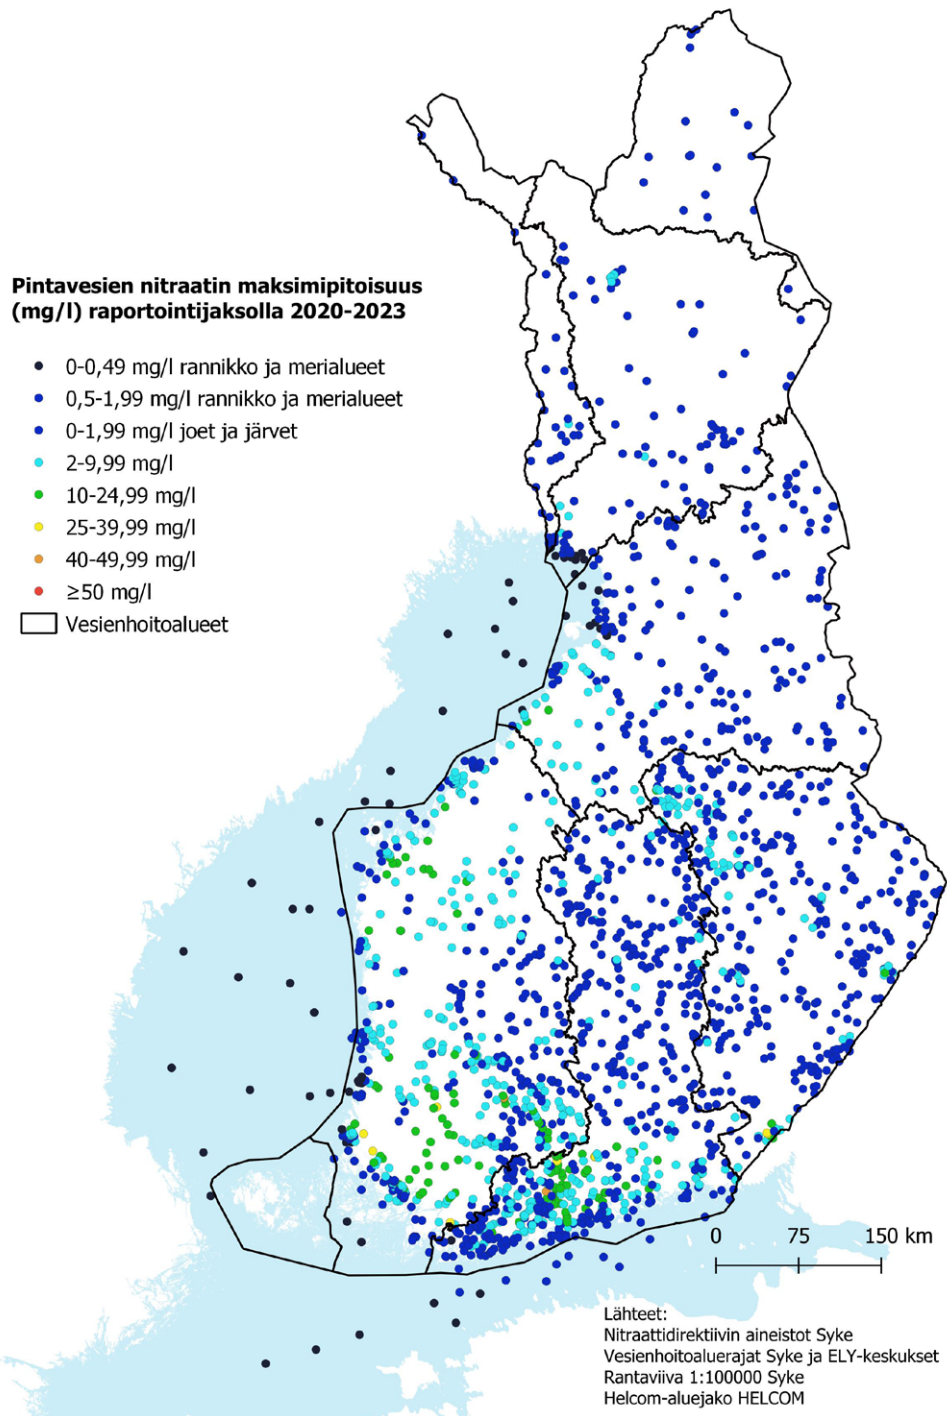 Pintavesien nitraatin maksimipitoisuus
(mg/l) raportointijaksolla 2020-2023
0-0,49 mg/l rannikko ja merialueet
0,5-1,99 mg/l rannikko ja merialueet
0-1,99 mg/l joet ja järvet
2-9,99 mg/l
10-24,99 mg/l
25-39,99 mg/l
40-49,99 mg/l
≥50 mg/l
Vesienhoitoalueet
0 75 150 km
Lähteet:
Nitraattidirektiivin aineistot Syke
Vesienhoitoaluerajat Syke ja ELY-keskukset
Rantaviiva 1:100000 Syke
Helcom-aluejako HELCOM